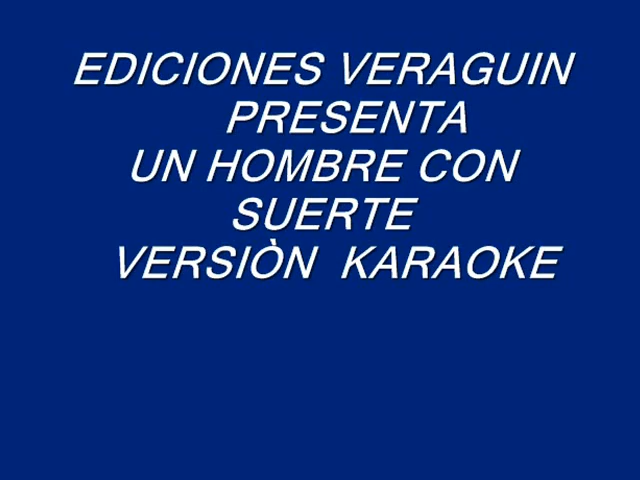 EDICIONES VERAGUIN
PRESENTA
UN HOMBRE CON
SUERTE
VERSIÒN KARAOKE